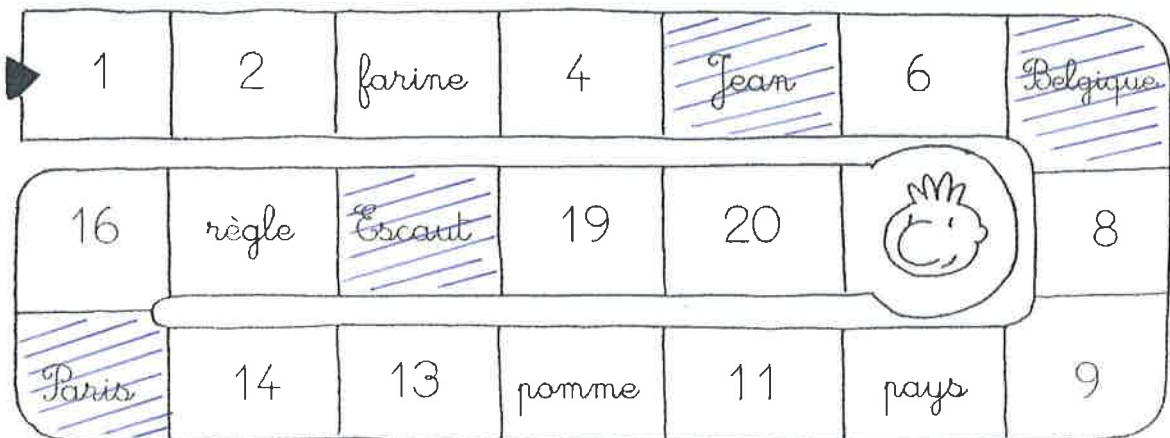 1 2 farine 4 Jean 6 Belgique
16 règle Escaut 19 20 8
Paris 14 13 pomme 11 pays 9